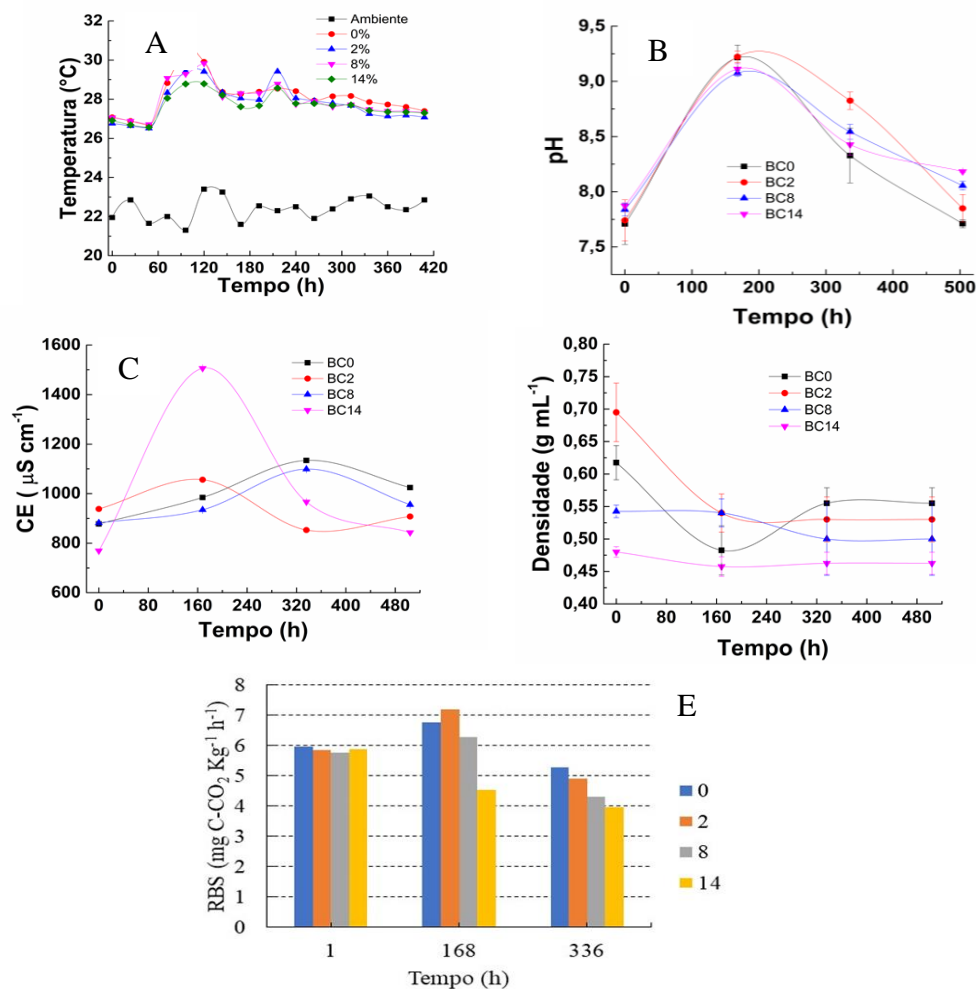 A
Ambiente
0%
2%
8%
14%
32
30
28
26
24
22
20
Temperatura (°C)
0 60 120 180 240 300 360 420
Tempo (h)
B
9,5
9,0
8,5
8,0
7,5
pH
BC0
BC2
BC8
BC14
0 100 200 300 400 500
Tempo (h)
C
1600
1400
1200
1000
800
600
CE ( µS cm⁻¹)
BC0
BC2
BC8
BC14
0 80 160 240 320 400 480
Tempo (h)
0,80
0,75
0,70
0,65
0,60
0,55
0,50
0,45
0,40
Densidade (g mL⁻¹)
BC0
BC2
BC8
BC14
0 80 160 240 320 400 480
Tempo (h)
E
8
7
6
5
4
3
2
1
0
RBS (mg C-CO₂ Kg⁻¹ h⁻¹)
1 168 336
Tempo (h)
0
2
8
14